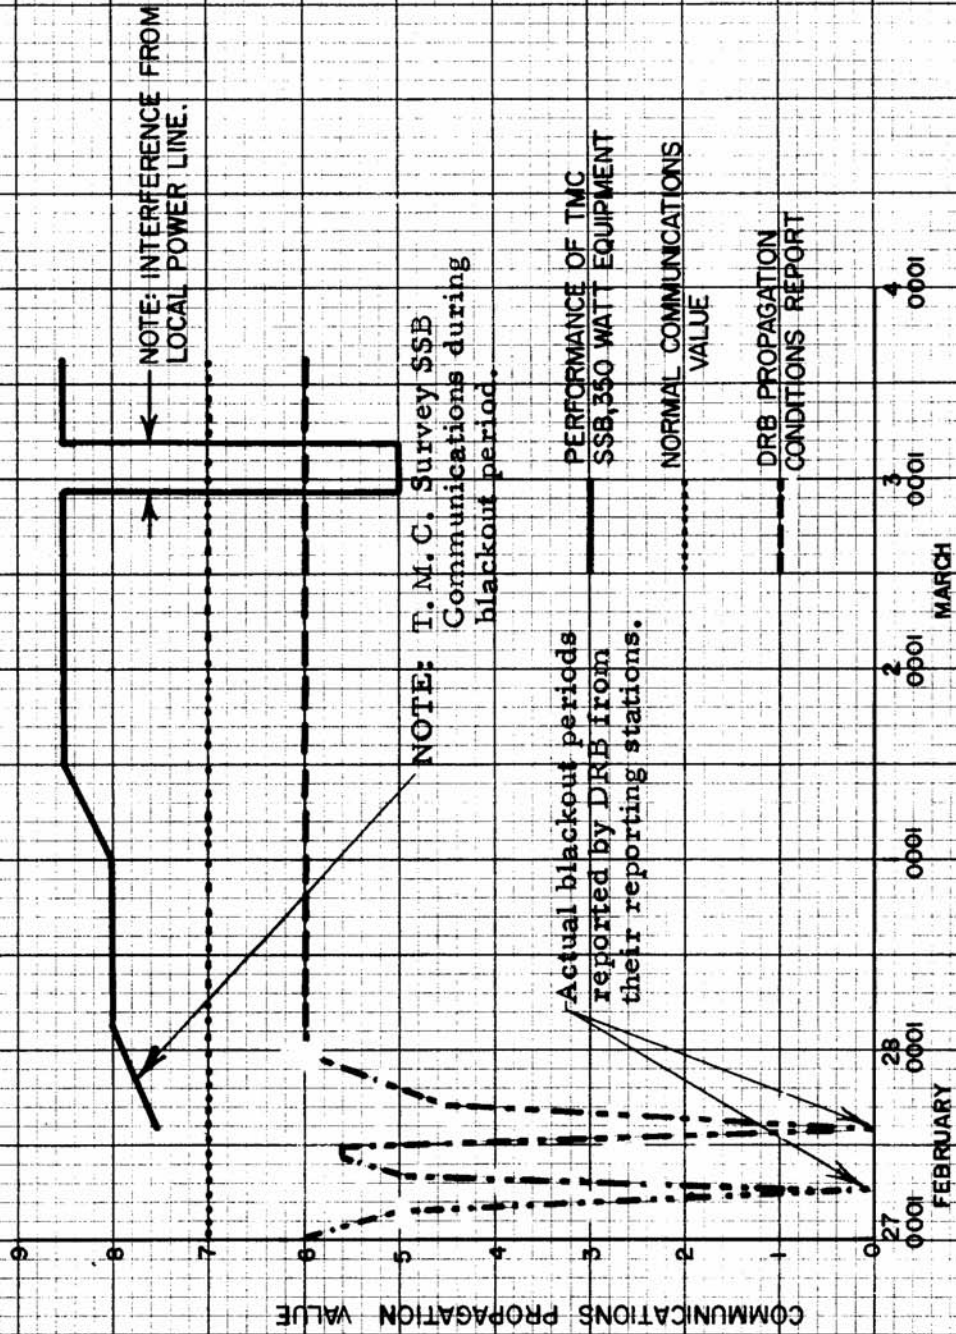 NOTE: INTERFERENCE FROM
LOCAL POWER LINE.
NOTE: T.M.C. Survey SSB
Communications during
blackout period.
Actual blackout periods
reported by DRB from
their reporting stations.
PERFORMANCE OF TMC
SSB,350 WATT EQUIPMENT
NORMAL COMMUNICATIONS
VALUE
DRB PROPAGATION
CONDITIONS REPORT
COMMUNICATIONS PROPAGATION VALUE
9
8
7
6
5
4
3
2
1
0
27
0001
28
0001
1
0001
2
0001
3
0001
4
0001
FEBRUARY
MARCH